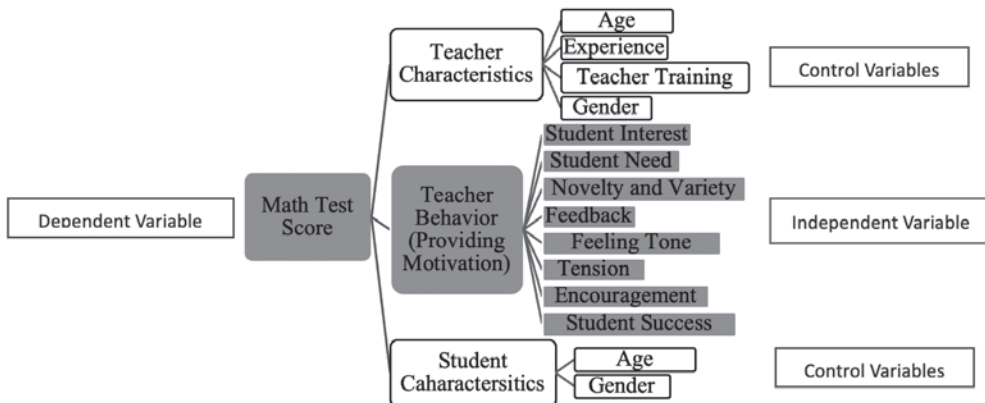 Age
Teacher
Characteristics
Experience
Teacher Training
Gender
Control Variables
Student Interest
Student Need
Novelty and Variety
Feedback
Feeling Tone
Tension
Encouragement
Student Success
Teacher
Behavior
(Providing
Motivation)
Math Test
Score
Dependent Variable
Independent Variable
Student
Caharactersitics
Age
Gender
Control Variables